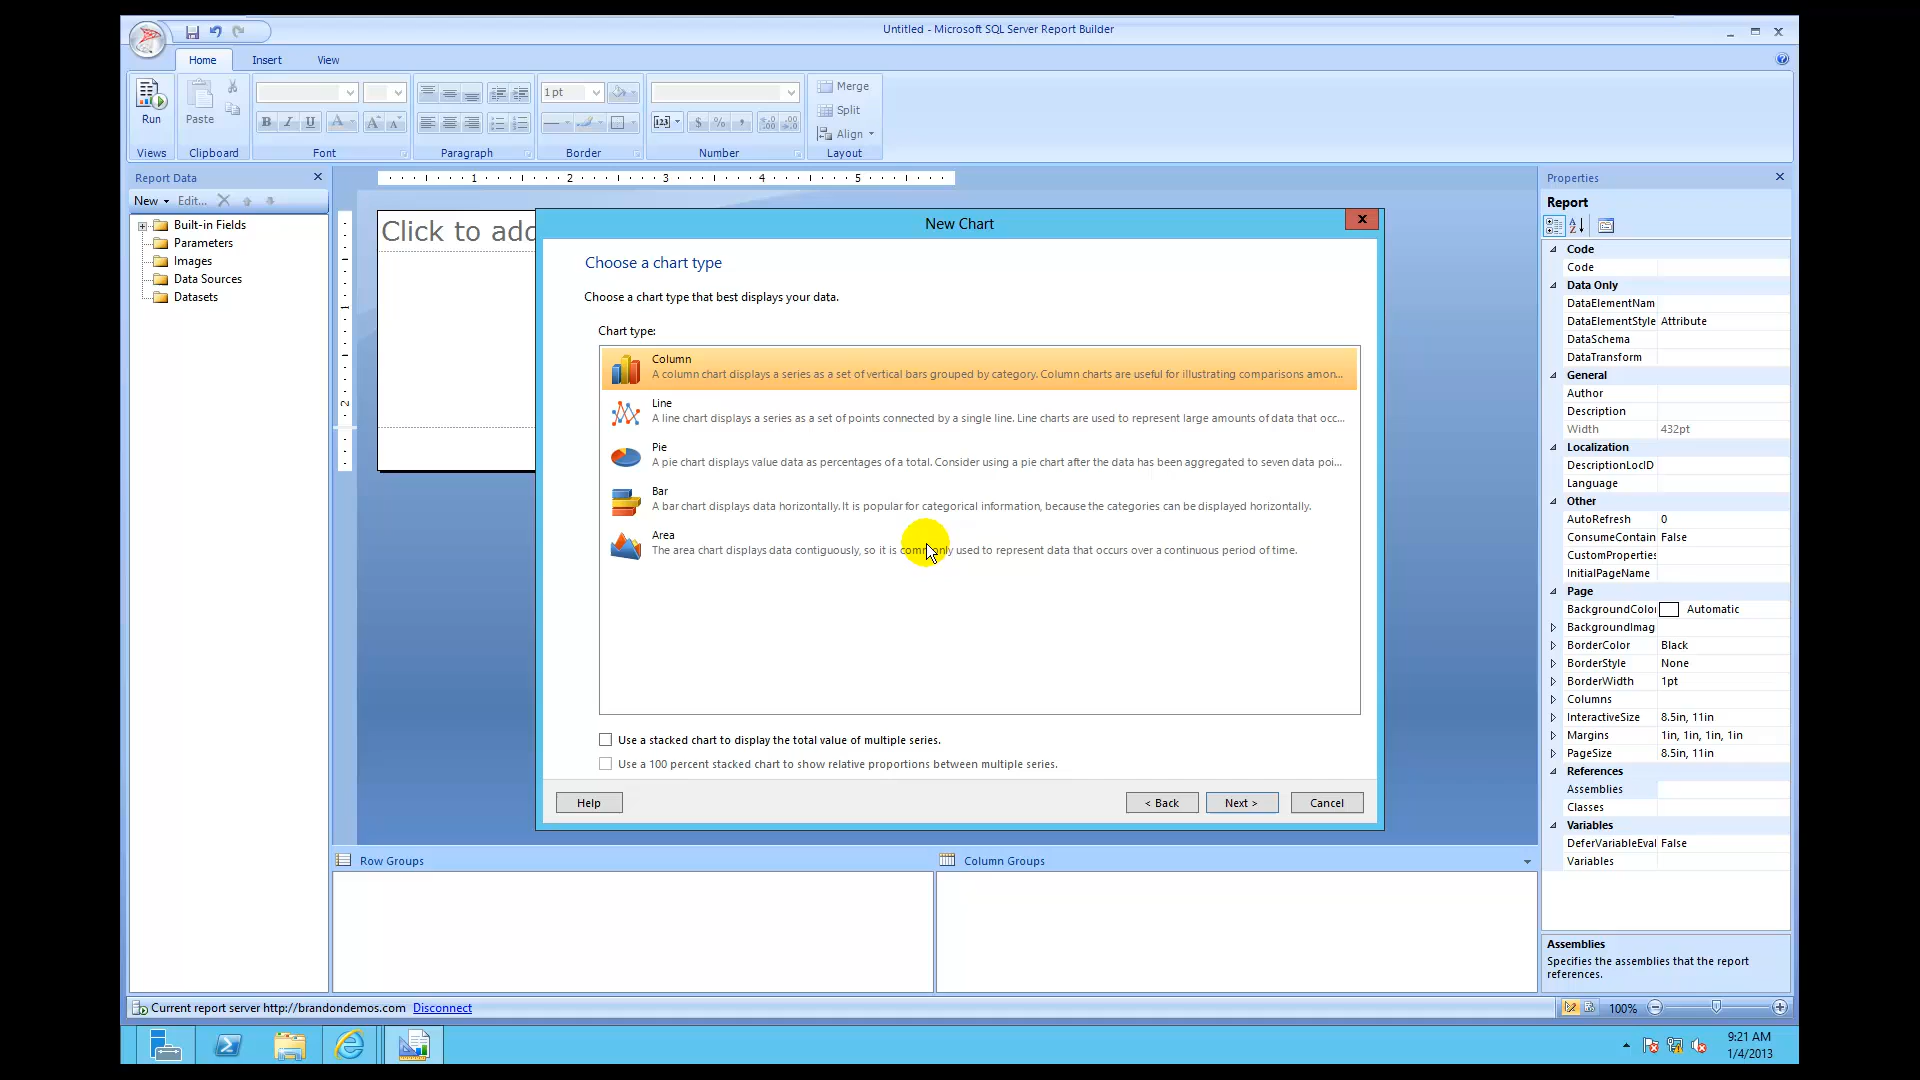 Untitled - Microsoft SQL Server Report Builder
Home
Insert
View
Run
Paste
1 pt
B I U
Merge
Split
Align
Views
Clipboard
Font
Paragraph
Border
Number
Layout
Report Data
New
Edit...
Built-in Fields
Parameters
Images
Data Sources
Datasets
1 2 3 4 5
1
2
Click to add
New Chart
Choose a chart type
Choose a chart type that best displays your data.
Chart type:
Column
A column chart displays a series as a set of vertical bars grouped by category. Column charts are useful for illustrating comparisons amon...
Line
A line chart displays a series as a set of points connected by a single line. Line charts are used to represent large amounts of data that occ...
Pie
A pie chart displays value data as percentages of a total. Consider using a pie chart after the data has been aggregated to seven data poi...
Bar
A bar chart displays data horizontally. It is popular for categorical information, because the categories can be displayed horizontally.
Area
The area chart displays data contiguously, so it is commonly used to represent data that occurs over a continuous period of time.
Use a stacked chart to display the total value of multiple series.
Use a 100 percent stacked chart to show relative proportions between multiple series.
Help
< Back
Next >
Cancel
Row Groups
Column Groups
Properties
Report
Code
Code
Data Only
DataElementNam
DataElementStyle Attribute
DataSchema
DataTransform
General
Author
Description
Width 432pt
Localization
DescriptionLocID
Language
Other
AutoRefresh 0
ConsumeContain False
CustomProperties
InitialPageName
Page
BackgroundColor Automatic
BackgroundImag
BorderColor Black
BorderStyle None
BorderWidth 1pt
Columns
InteractiveSize 8.5in, 11in
Margins 1in, 1in, 1in, 1in
PageSize 8.5in, 11in
References
Assemblies
Classes
Variables
DeferVariableEval False
Variables
Assemblies
Specifies the assemblies that the report
references.
Current report server http://brandondemos.com Disconnect
100%
9:21 AM
1/4/2013